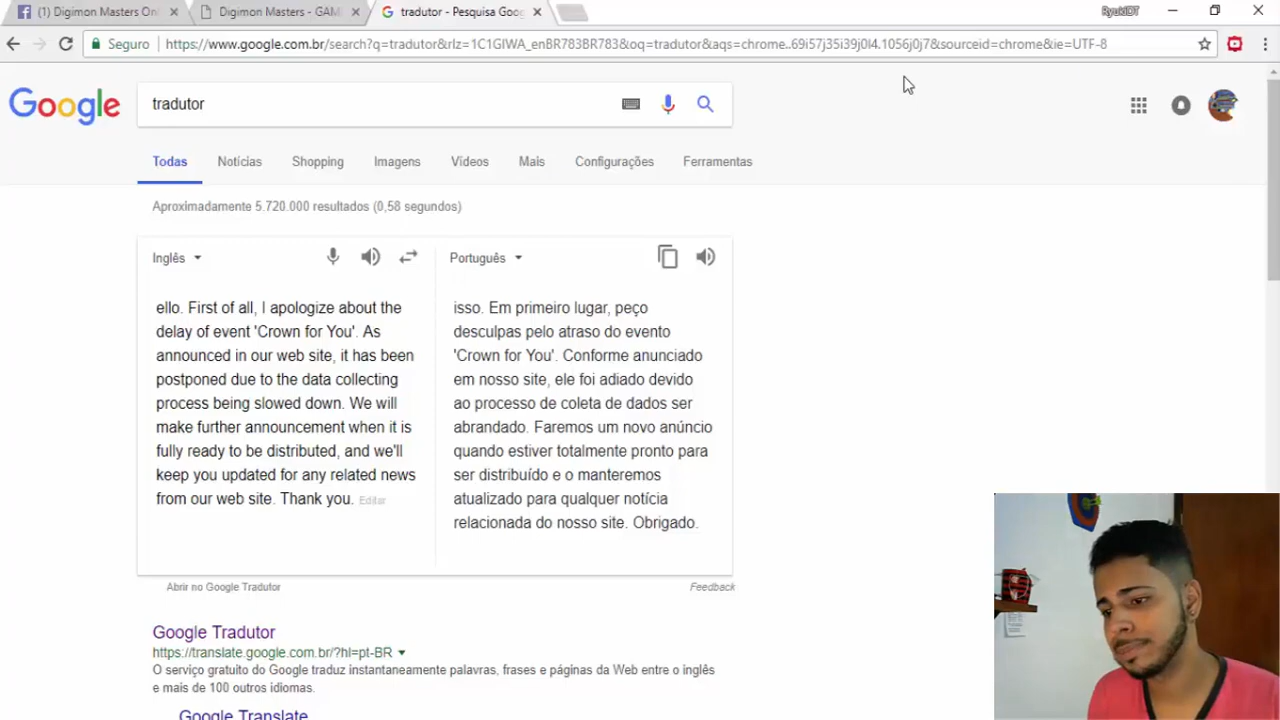 (1) Digimon Masters On
Digimon Masters - GAM
tradutor - Pesquisa Goog
RyukiDT
Seguro
https://www.google.com.br/search?q=tradutor&rlz=1C1GIWA_enBR783BR783&oq=tradutor&aqs=chrome..69i57j35i39j0l4.1056j0j7&sourceid=chrome&ie=UTF-8
Google
tradutor
Todas
Notícias
Shopping
Imagens
Vídeos
Mais
Configurações
Ferramentas
Aproximadamente 5.720.000 resultados (0,58 segundos)
Inglês
ello. First of all, I apologize about the
delay of event 'Crown for You'. As
announced in our web site, it has been
postponed due to the data collecting
process being slowed down. We will
make further announcement when it is
fully ready to be distributed, and we'll
keep you updated for any related news
from our web site. Thank you. Editar
Português
isso. Em primeiro lugar, peço
desculpas pelo atraso do evento
'Crown for You'. Conforme anunciado
em nosso site, ele foi adiado devido
ao processo de coleta de dados ser
abrandado. Faremos um novo anúncio
quando estiver totalmente pronto para
ser distribuído e o manteremos
atualizado para qualquer notícia
relacionada do nosso site. Obrigado.
Abrir no Google Tradutor
Feedback
Google Tradutor
https://translate.google.com.br/?hl=pt-BR
O serviço gratuito do Google traduz instantaneamente palavras, frases e páginas da Web entre o inglês
e mais de 100 outros idiomas.
Google Translate